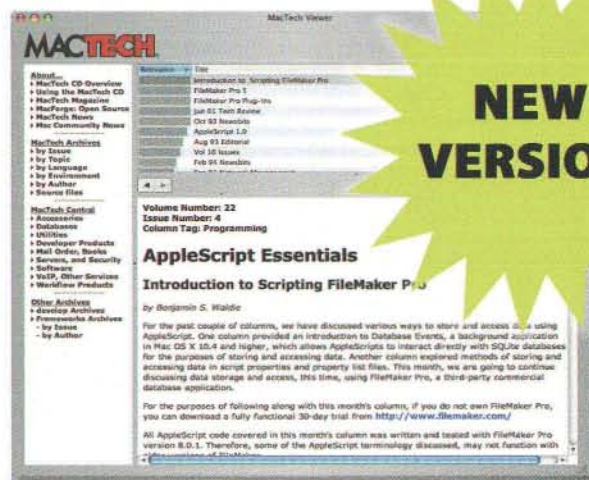 MacTech Viewer
MACTECH
NEW
VERSIO
About...
MacTech CD Overview
Using the MacTech CD
MacTech Magazine
MacForge: Open Source
MacTech News
Mac Community News
MacTech Archives
by Issue
by Topic
by Language
by Environment
by Author
Source files
MacTech Central
Accessories
Databases
Utilities
Developer Products
Mail Order, Books
Servers, and Security
Software
VoIP, Other Services
Workflow Products
Other Archives
develop Archives
Frameworks Archives
- by Issue
- by Author
Relevance Title
Introduction to Scripting FileMaker Pro
FileMaker Pro 5
FileMaker Pro Plug-ins
Jun 01 Tech Review
Oct 93 Newsbits
AppleScript 1.0
Aug 93 Editorial
Vol 10 Issues
Feb 94 Newsbits
Volume Number: 22
Issue Number: 4
Column Tag: Programming
AppleScript Essentials
Introduction to Scripting FileMaker P
by Benjamin S. Waldie
For the past couple of columns, we have discussed various ways to store and access data using
AppleScript. One column provided an introduction to Database Events, a background application
in Mac OS X 10.4 and higher, which allows AppleScripts to interact directly with SQLite databases
for the purposes of storing and accessing data. Another column explored methods of storing and
accessing data in script properties and property list files. This month, we are going to continue
discussing data storage and access, this time, using FileMaker Pro, a third-party commercial
database application.
For the purposes of following along with this month's column, if you do not own FileMaker Pro,
you can download a fully functional 30-day trial from http://www.filemaker.com/
All AppleScript code covered in this month's column was written and tested with FileMaker Pro
version 8.0.1. Therefore, some of the AppleScript terminology discussed, may not function with